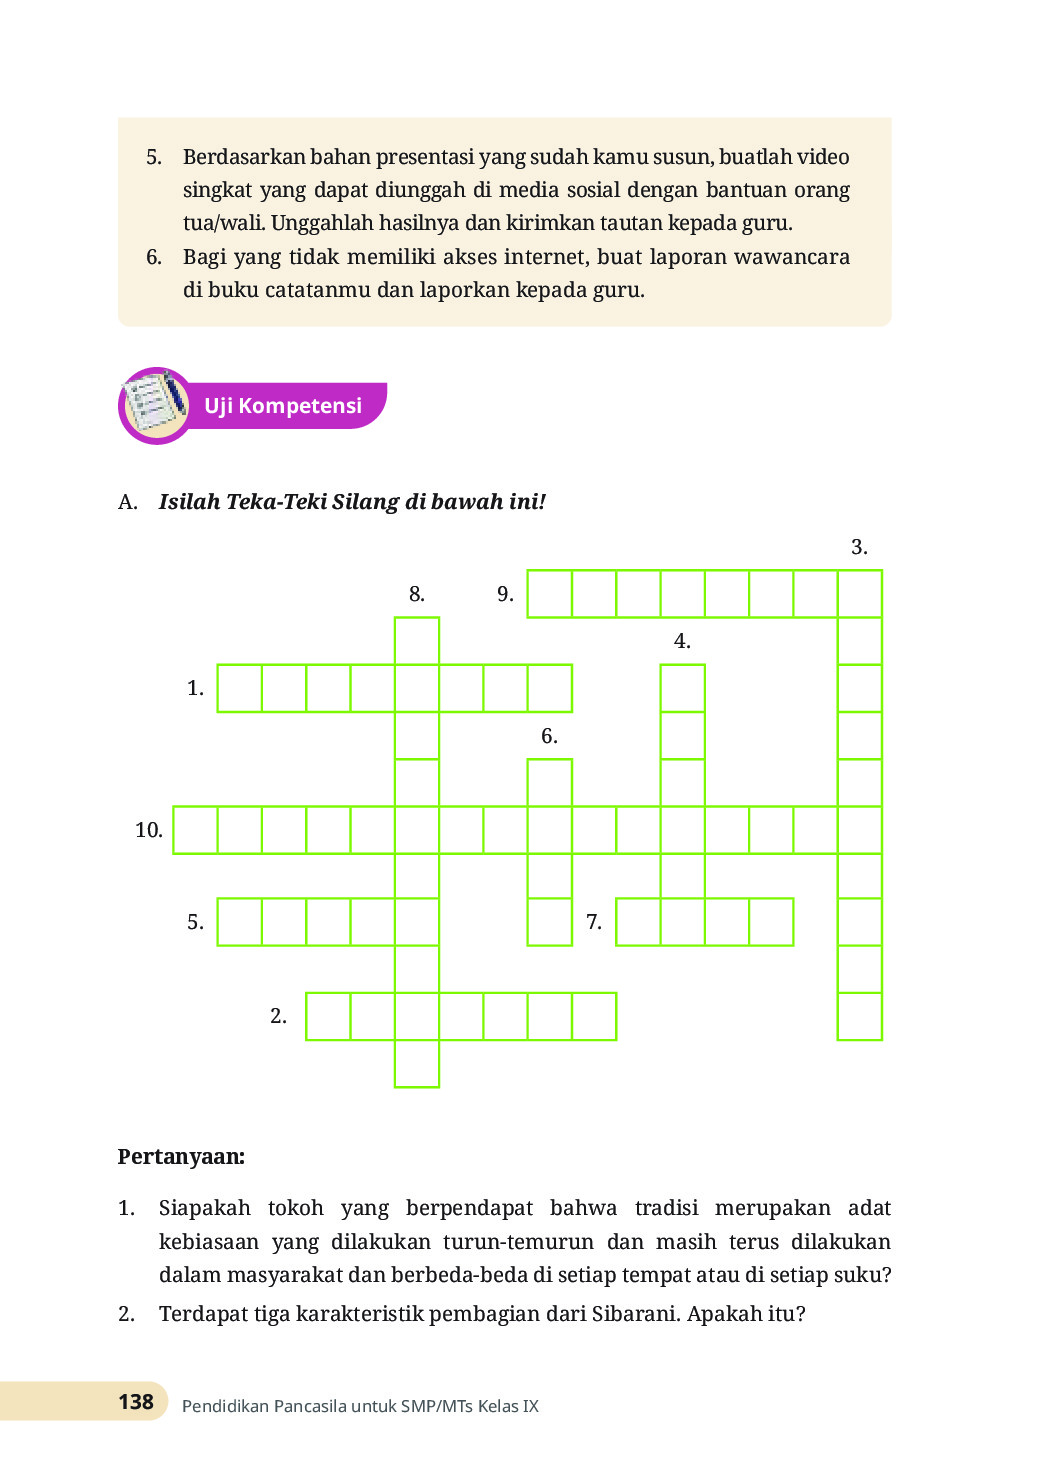 5. Berdasarkan bahan presentasi yang sudah kamu susun, buatlah video
singkat yang dapat diunggah di media sosial dengan bantuan orang
tua/wali. Unggahlah hasilnya dan kirimkan tautan kepada guru.
6. Bagi yang tidak memiliki akses internet, buat laporan wawancara
di buku catatanmu dan laporkan kepada guru.
Uji Kompetensi
A. Isilah Teka-Teki Silang di bawah ini!
3.
8. 9.
4.
1.
6.
10.
5. 7.
2.
Pertanyaan:
1. Siapakah tokoh yang berpendapat bahwa tradisi merupakan adat
kebiasaan yang dilakukan turun-temurun dan masih terus dilakukan
dalam masyarakat dan berbeda-beda di setiap tempat atau di setiap suku?
2. Terdapat tiga karakteristik pembagian dari Sibarani. Apakah itu?
138 Pendidikan Pancasila untuk SMP/MTs Kelas IX